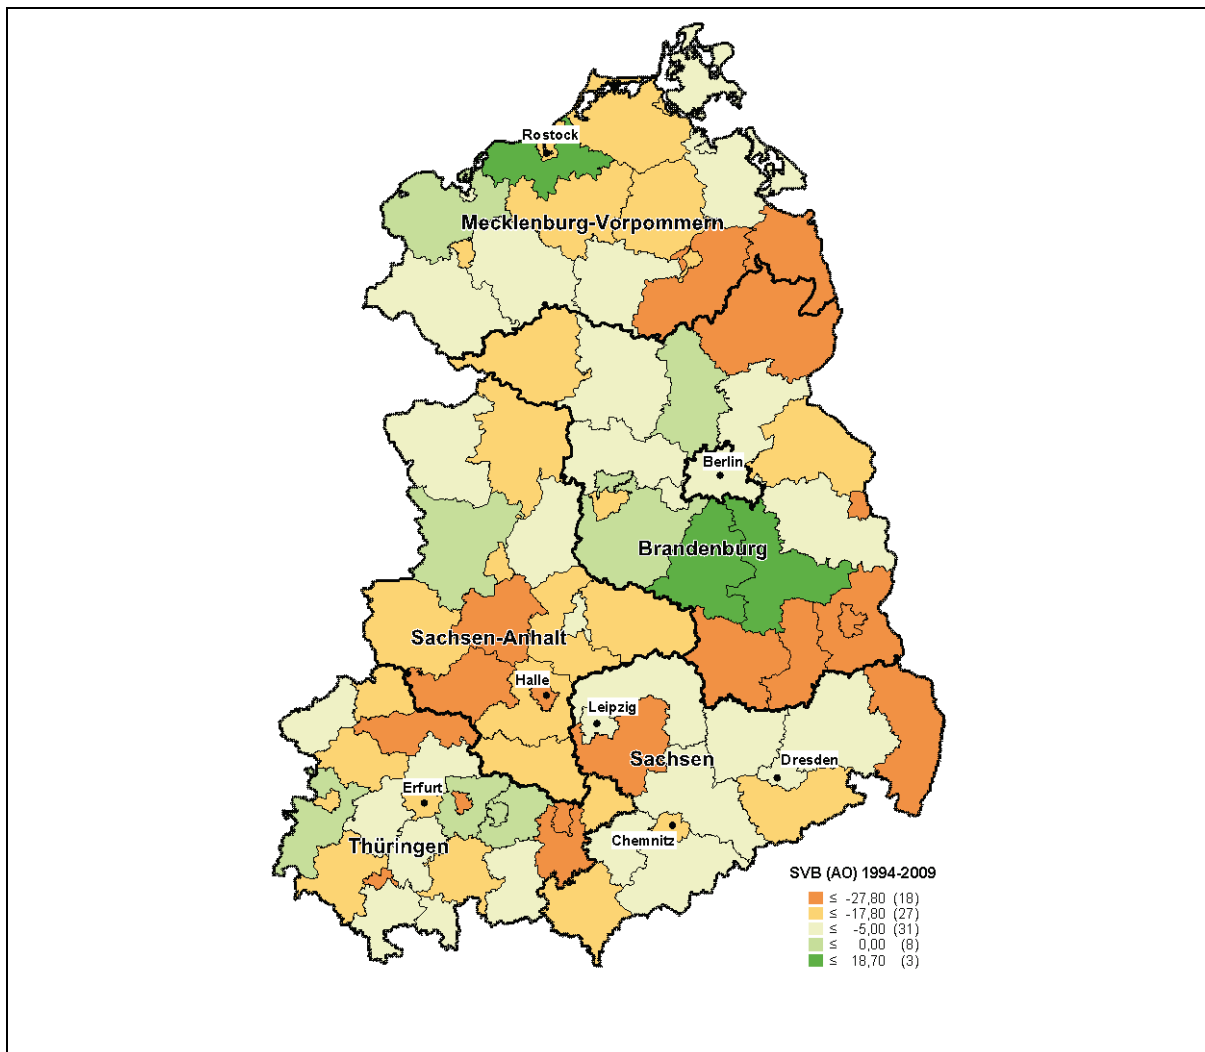 Rostock
Mecklenburg-Vorpommern
Berlin
Brandenburg
Sachsen-Anhalt
Halle
Leipzig
Sachsen
Dresden
Erfurt
Chemnitz
Thüringen
SVB (AO) 1994-2009
≤ -27,80 (18)
≤ -17,80 (27)
≤ -5,00 (31)
≤ 0,00 (8)
≤ 18,70 (3)